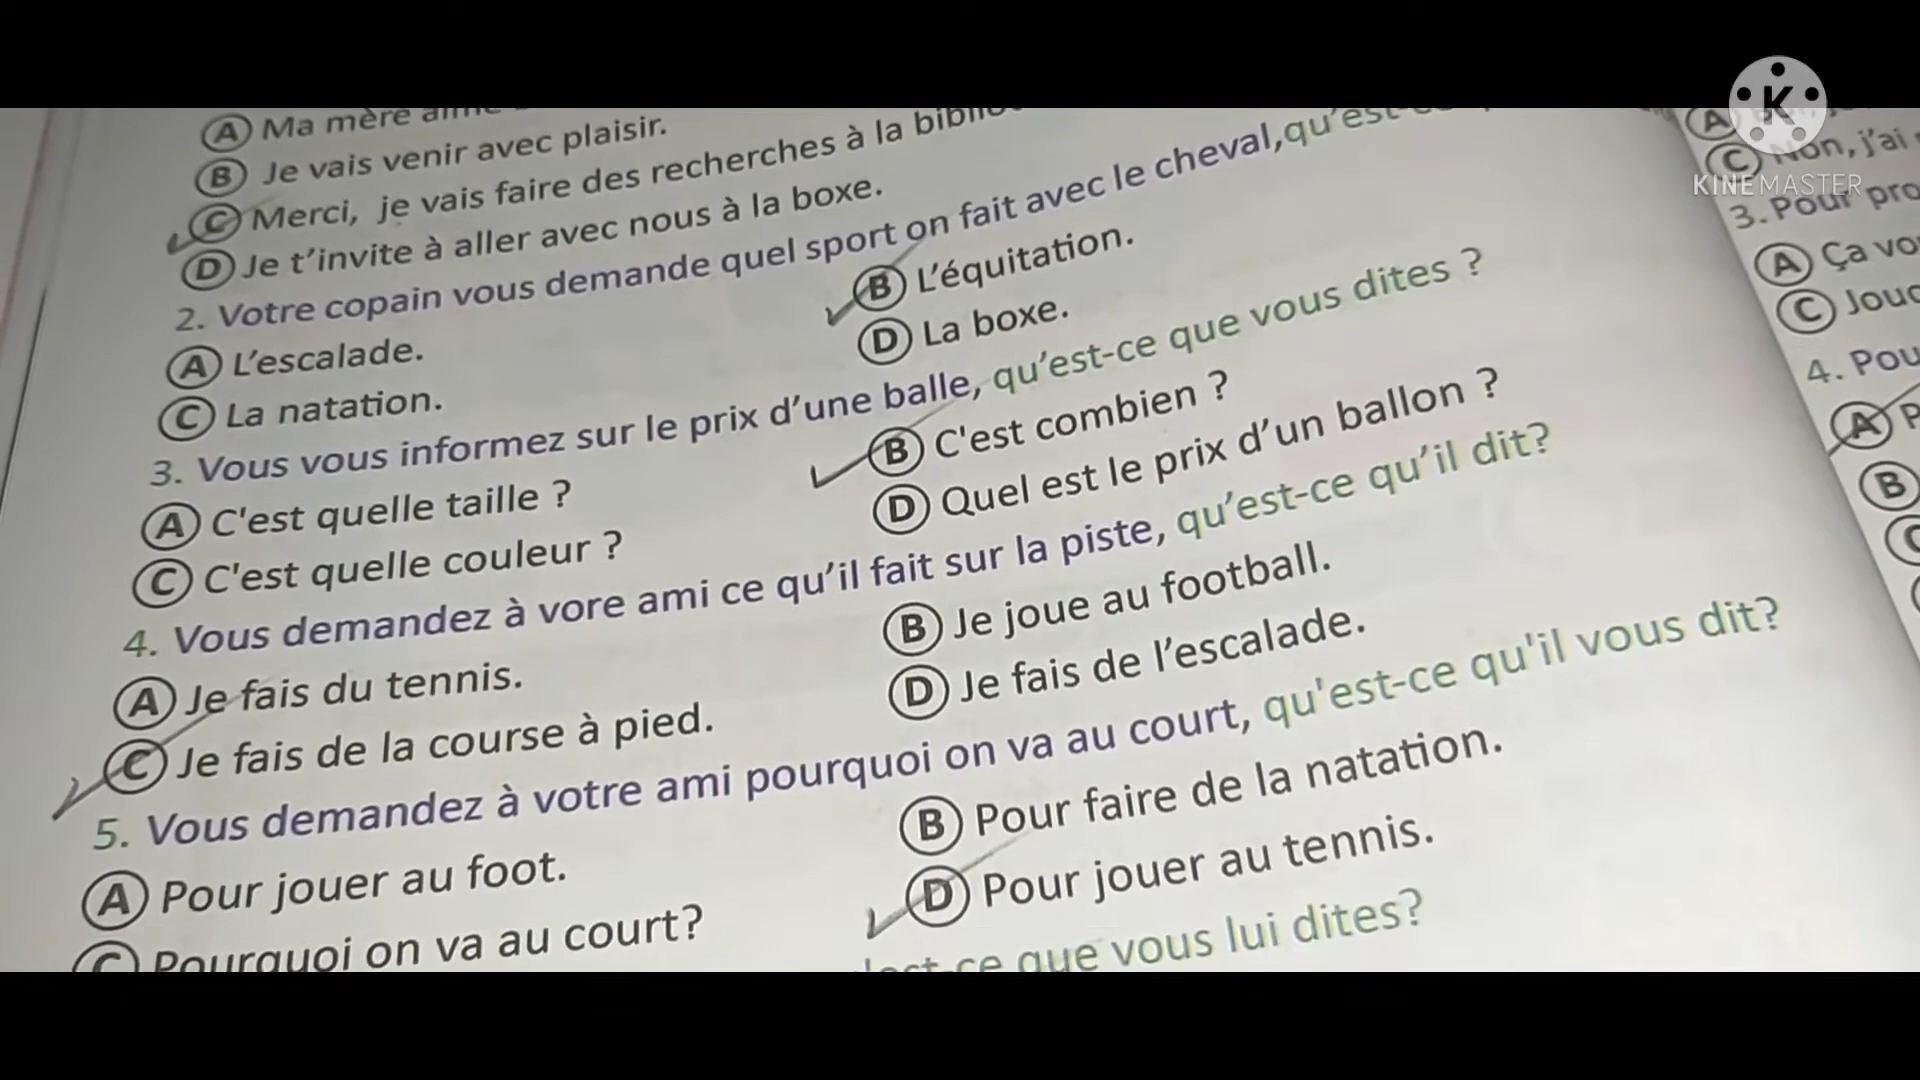 A Ma mère
B Je vais venir avec plaisir.
C Merci, je vais faire des recherches à la
D Je t'invite à aller avec nous à la boxe.
2. Votre copain vous demande quel sport on fait avec le cheval,
A L'escalade.
B L'équitation.
C La natation.
D La boxe.
3. Vous vous informez sur le prix d'une balle, qu'est-ce que vous dites ?
A C'est quelle taille ?
B C'est combien ?
C C'est quelle couleur ?
D Quel est le prix d'un ballon ?
4. Vous demandez à vore ami ce qu'il fait sur la piste, qu'est-ce qu'il dit?
A Je fais du tennis.
B Je joue au football.
C Je fais de la course à pied.
D Je fais de l'escalade.
5. Vous demandez à votre ami pourquoi on va au court, qu'est-ce qu'il vous dit?
A Pour jouer au foot.
B Pour faire de la natation.
C Pourquoi on va au court?
D Pour jouer au tennis.
que vous lui dites?
A
C Non, j'ai
3. Pour
A Ça
C
4.
A
B
K
KINEMASTER